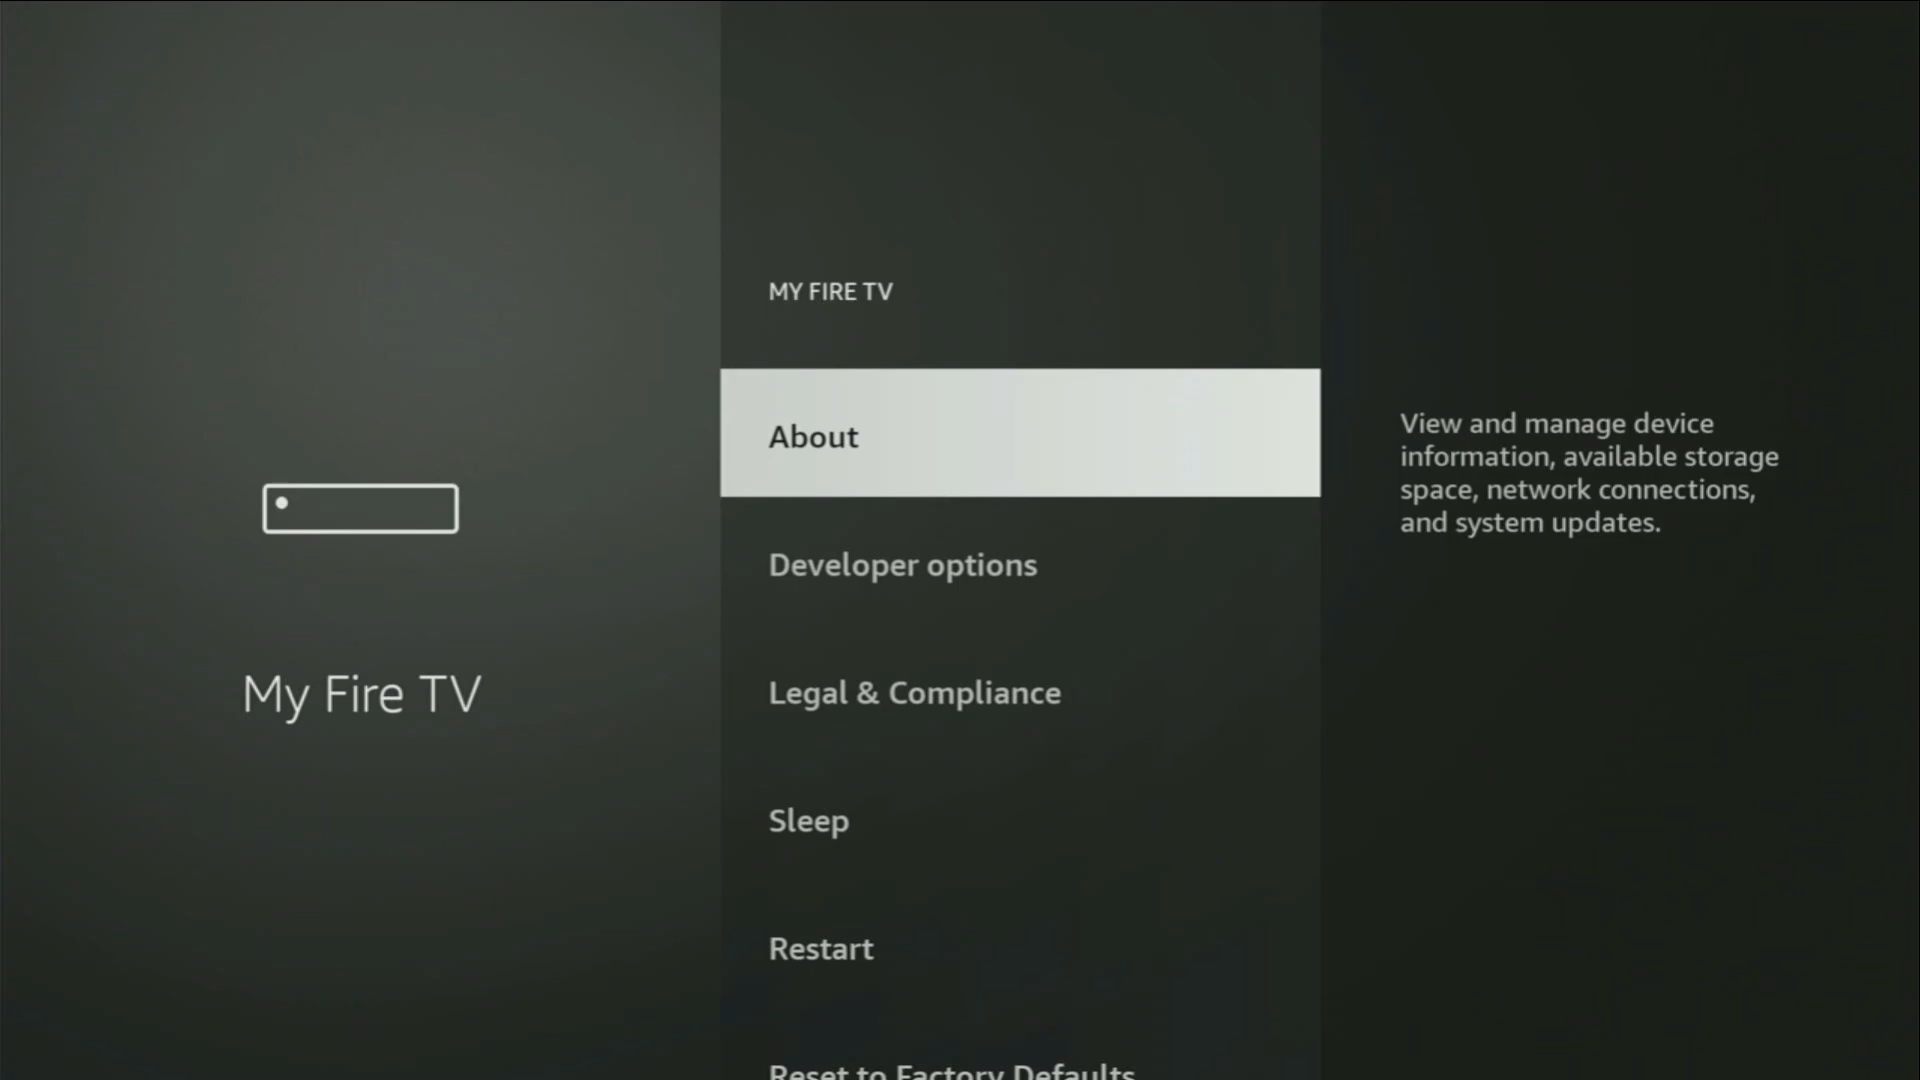 MY FIRE TV
About
Developer options
Legal & Compliance
Sleep
Restart
Reset to Factory Defaults
My Fire TV
View and manage device
information, available storage
space, network connections,
and system updates.